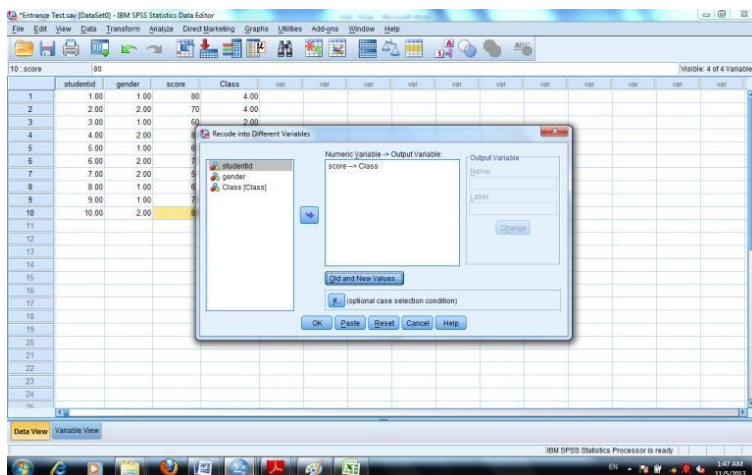 *Entrance Test.sav [DataSet0] - IBM SPSS Statistics Data Editor
File Edit View Data Transform Analyze Direct Marketing Graphs Utilities Add-ons Window Help
10 : score 80 Visible: 4 of 4 Variable
studentid gender score Class var var var var var var var var var
1 1.00 1.00 80 4.00
2 2.00 2.00 70 4.00
3 3.00 1.00 60 2.00
4 4.00 2.00
5 5.00 1.00
6 6.00 2.00
7 7.00 2.00
8 8.00 1.00
9 9.00 1.00
10 10.00 2.00
11
12
13
14
15
16
17
18
19
20
21
22
23
24
Recode into Different Variables
studentid
gender
Class [Class]
Numeric Variable -> Output Variable:
score --> Class
Output Variable
Name:
Label:
Change
Old and New Values...
If... (optional case selection condition)
OK Paste Reset Cancel Help
Data View Variable View
IBM SPSS Statistics Processor is ready
EN 1:47 AM
11/5/2013